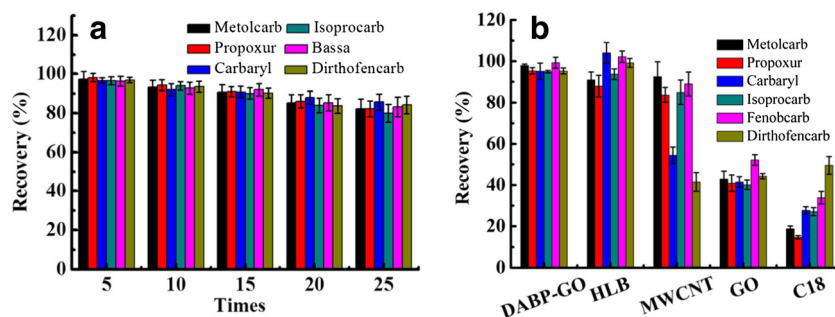 a
Metolcarb
Isoprocarb
Propoxur
Bassa
Carbaryl
Dirthofencarb
Recovery (%)
120
100
80
60
40
20
0
5 10 15 20 25
Times
b
Metolcarb
Propoxur
Carbaryl
Isoprocarb
Fenobcarb
Dirthofencarb
Recovery (%)
120
100
80
60
40
20
0
DABP-GO HLB MWCNT GO C18